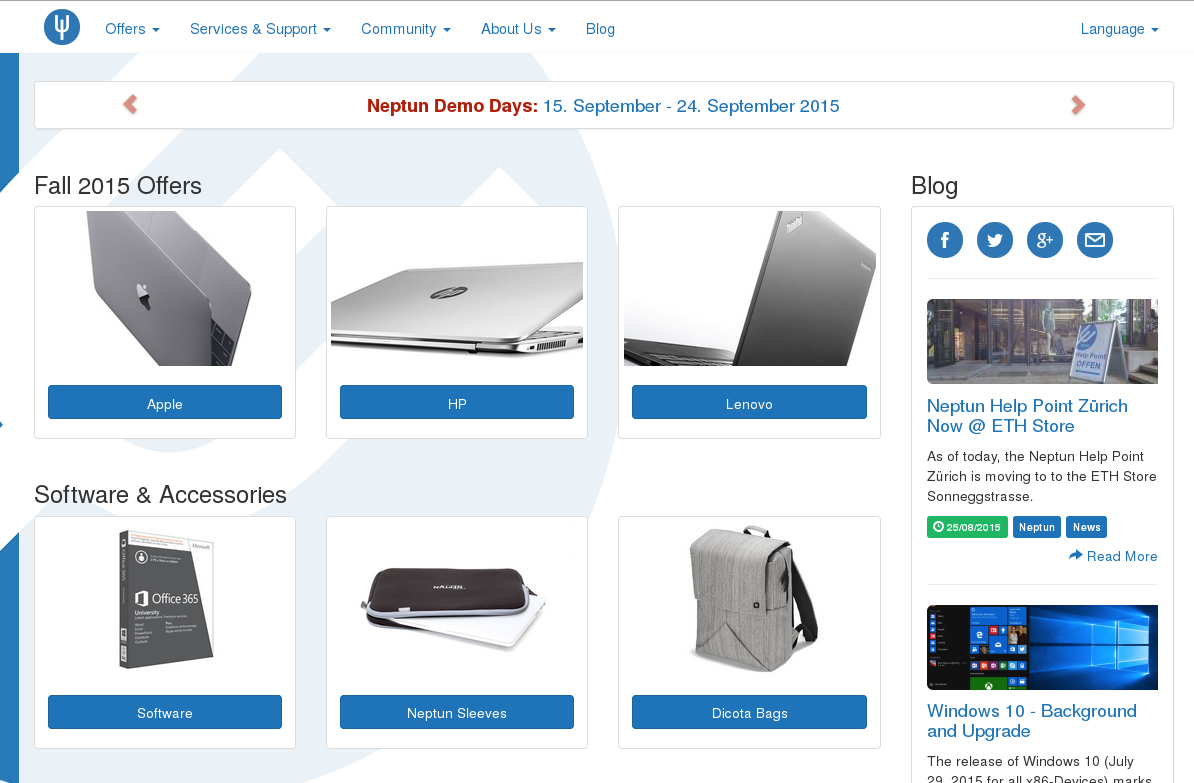 Offers
Services & Support
Community
About Us
Blog
Language
Neptun Demo Days: 15. September - 24. September 2015
Fall 2015 Offers
Apple
HP
Lenovo
Software & Accessories
Microsoft
Office 365
Office 365
University
NEPTUN
Software
Neptun Sleeves
Dicota Bags
Blog
Help Point
OFFEN
Neptun Help Point Zürich
Now @ ETH Store
As of today, the Neptun Help Point
Zürich is moving to to the ETH Store
Sonneggstrasse.
25/08/2015 Neptun News
Read More
Windows 10 - Background
and Upgrade
The release of Windows 10 (July
29, 2015 for all x86-Devices) marks